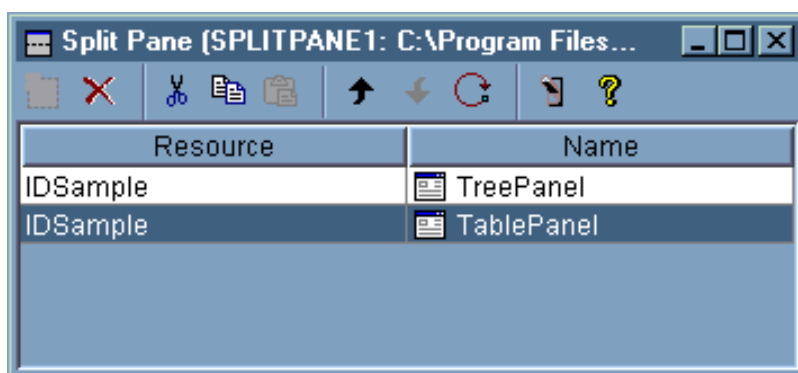 Split Pane (SPLITPANE1: C:\Program Files...
Resource Name
IDSample TreePanel
IDSample TablePanel